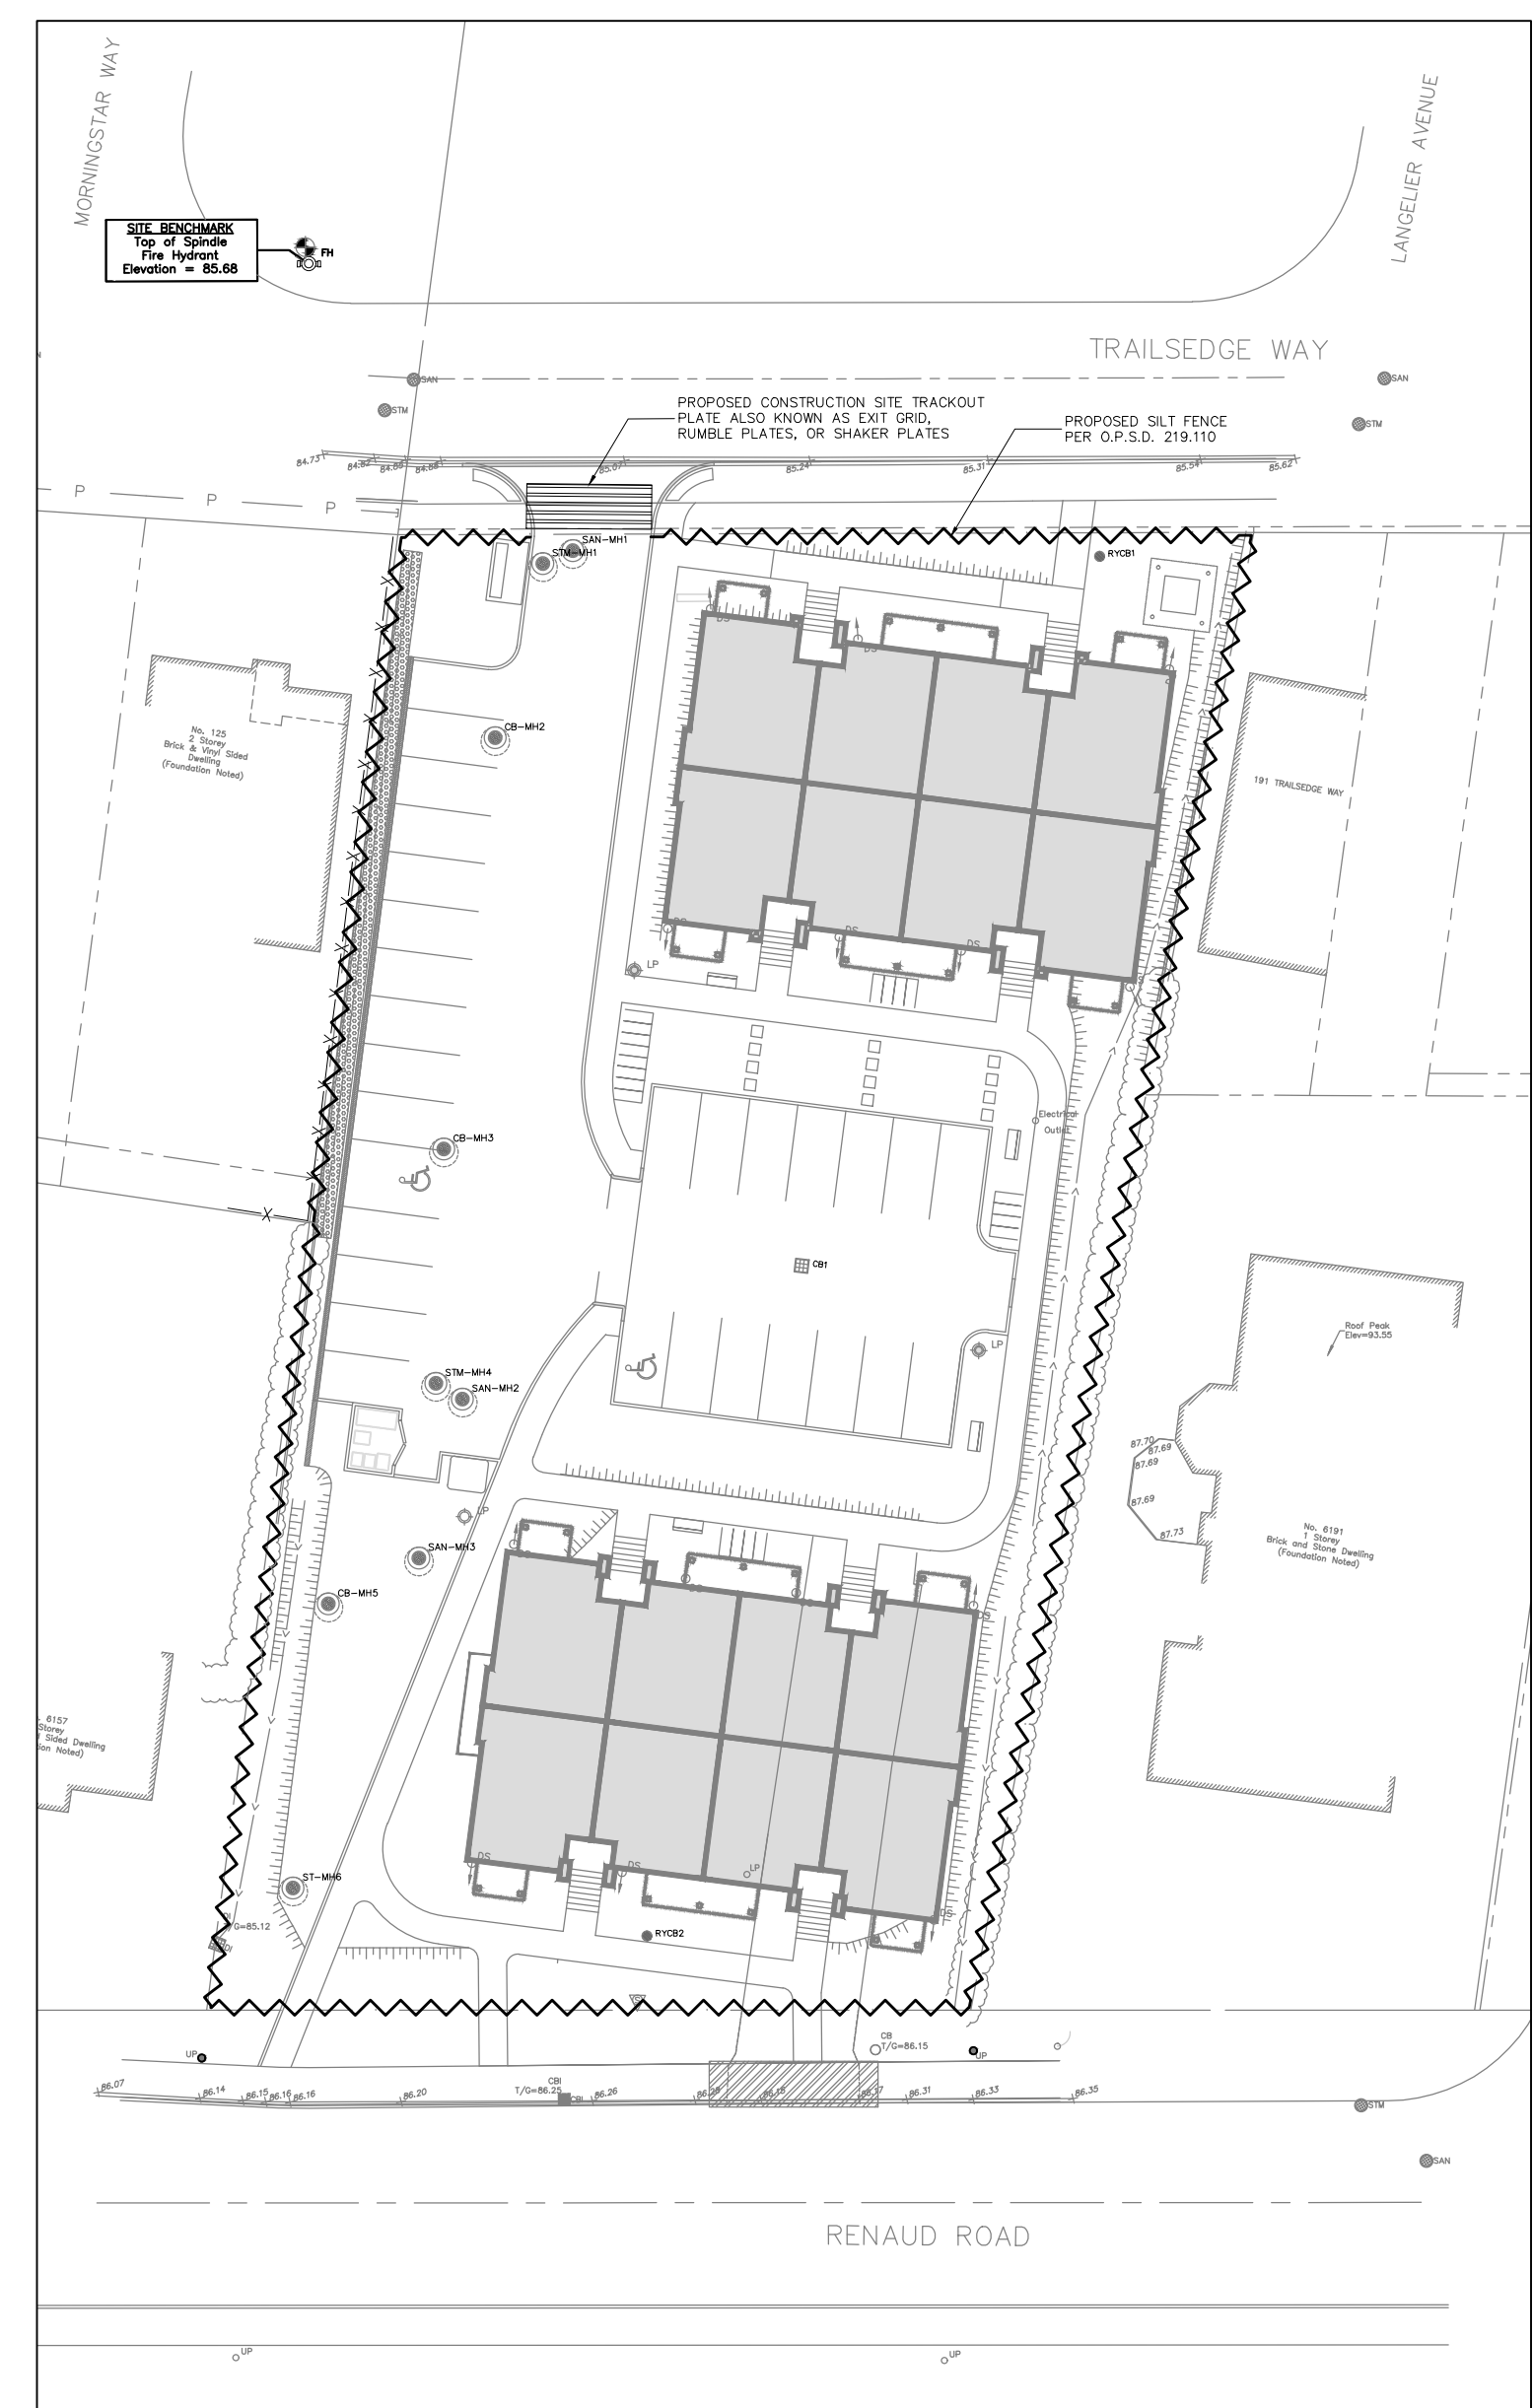 MORNINGSTAR WAY
LANGELIER AVENUE
SITE BENCHMARK
Top of Spindle
Fire Hydrant
Elevation = 85.68
FH
TRAILSEDGE WAY
SAN
SAN
STM
STM
PROPOSED CONSTRUCTION SITE TRACKOUT
PLATE ALSO KNOWN AS EXIT GRID,
RUMBLE PLATES, OR SHAKER PLATES
PROPOSED SILT FENCE
PER O.P.S.D. 219.110
84.73
84.82
84.88
85.07
85.24
85.31
85.54
85.62
P
P
P
SAN-MH1
STM-MH1
RYCB1
DS
DS
CB-MH2
No. 125
2 Storey
Brick & Vinyl Sided
Dwelling
(Foundation Noted)
191 TRAILSEDGE WAY
DS
DS
DS
LP
Electrical
Outlet
CB-MH3
X
CB1
Roof Peak
Elev=93.55
LP
STM-MH4
SAN-MH2
87.70
87.69
87.69
87.69
87.73
No. 6191
1 Storey
Brick and Stone Dwelling
(Foundation Noted)
LP
SAN-MH3
CB-MH5
DS
6157
Storey
Sided Dwelling
ion Noted)
DS
DS
LP
ST-MH6
DI
T/G=85.12
DI
DS
RYCB2
CB
T/G=86.15
UP
UP
86.07
86.14
86.15
86.16
86.16
86.20
CBI
T/G=86.25
CBI
86.26
86.28
86.31
86.33
86.35
STM
SAN
RENAUD ROAD
UP
UP